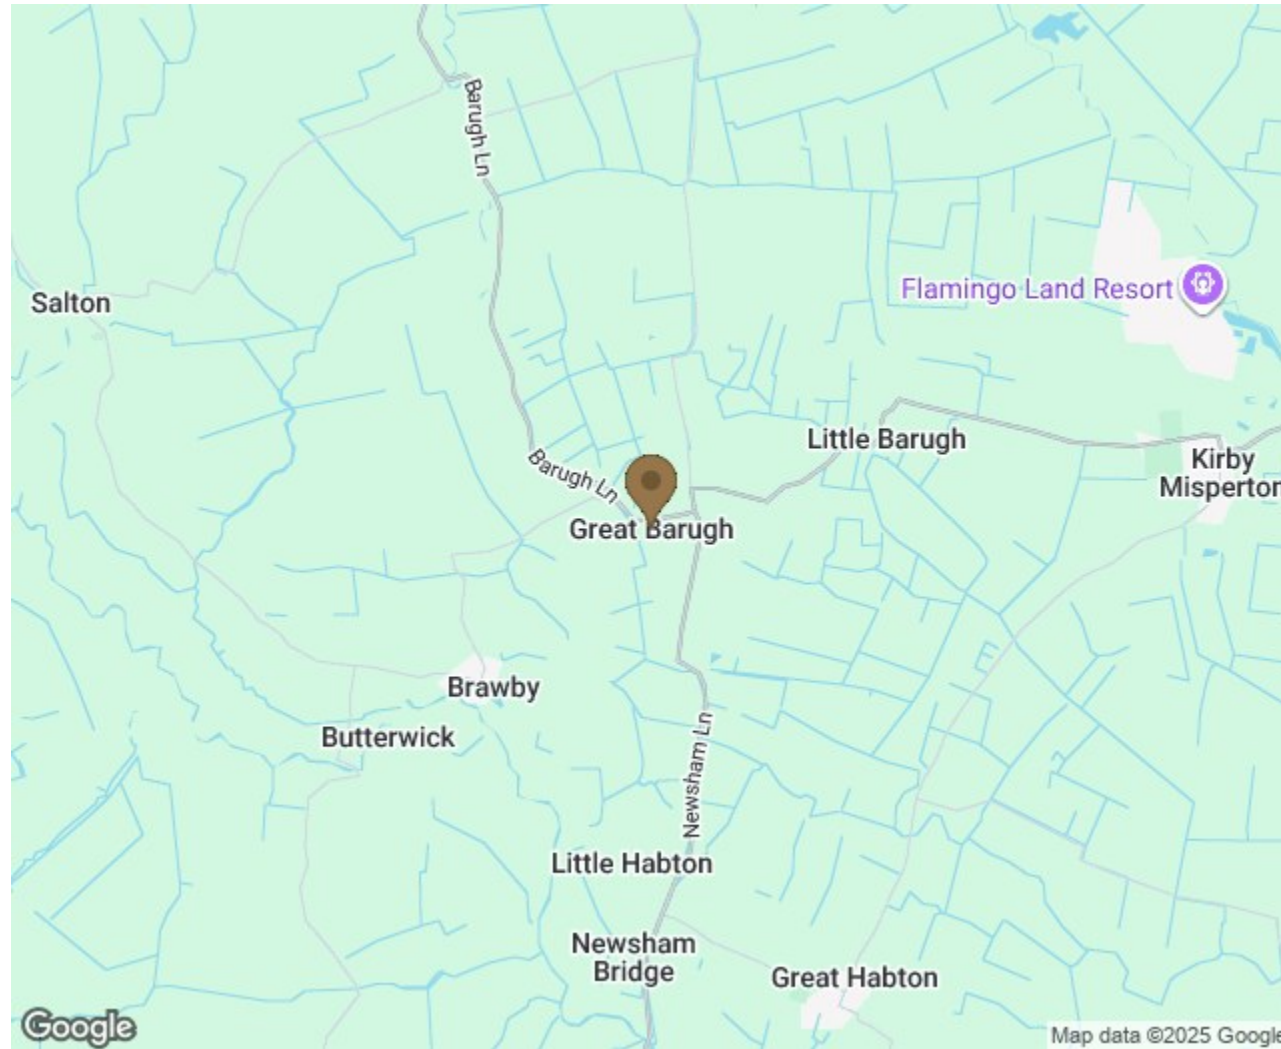 Barugh Ln
Flamingo Land Resort
Salton
Little Barugh
Kirby
Misperton
Barugh Ln
Great Barugh
Brawby
Butterwick
Newsham Ln
Little Habton
Newsham
Bridge
Great Habton
Google
Map data ©2025 Google